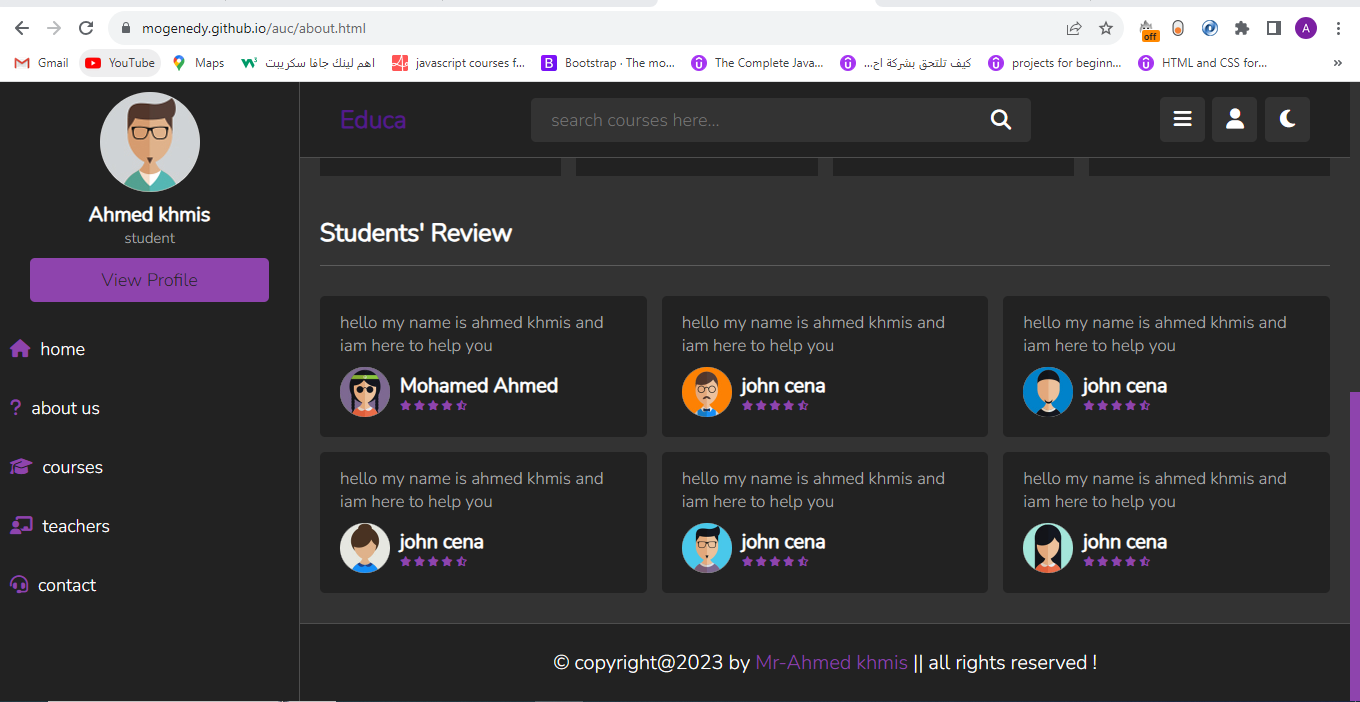 mogenedy.github.io/auc/about.html
off
A
Gmail
YouTube
Maps
اهم لينك جافا سكريبت
javascript courses f...
B
Bootstrap · The mo...
The Complete Java...
كيف تلتحق بشركة اج...
projects for beginn...
HTML and CSS for...
»
Educa
search courses here...
Ahmed khmis
student
View Profile
home
? about us
courses
teachers
contact
Students' Review
hello my name is ahmed khmis and
iam here to help you
Mohamed Ahmed
hello my name is ahmed khmis and
iam here to help you
john cena
hello my name is ahmed khmis and
iam here to help you
john cena
hello my name is ahmed khmis and
iam here to help you
john cena
hello my name is ahmed khmis and
iam here to help you
john cena
hello my name is ahmed khmis and
iam here to help you
john cena
© copyright@2023 by Mr-Ahmed khmis || all rights reserved !